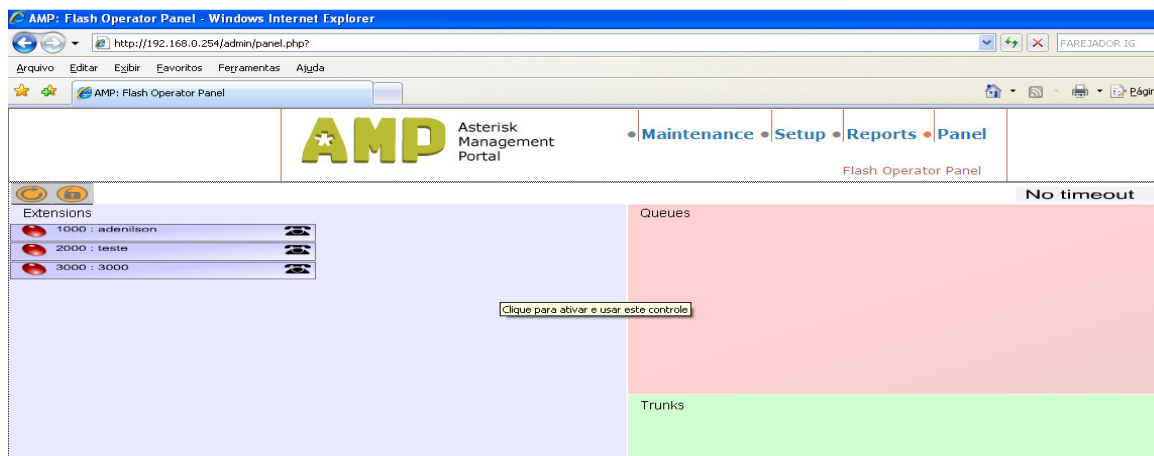 AMP: Flash Operator Panel - Windows Internet Explorer
http://192.168.0.254/admin/panel.php?
FAREJADOR IG
Arquivo Editar Exibir Favoritos Ferramentas Ajuda
AMP: Flash Operator Panel
Págin
AMP
Asterisk
Management
Portal
Maintenance Setup Reports Panel
Flash Operator Panel
No timeout
Extensions
1000 : adenilson
2000 : teste
3000 : 3000
Queues
Clique para ativar e usar este controle
Trunks